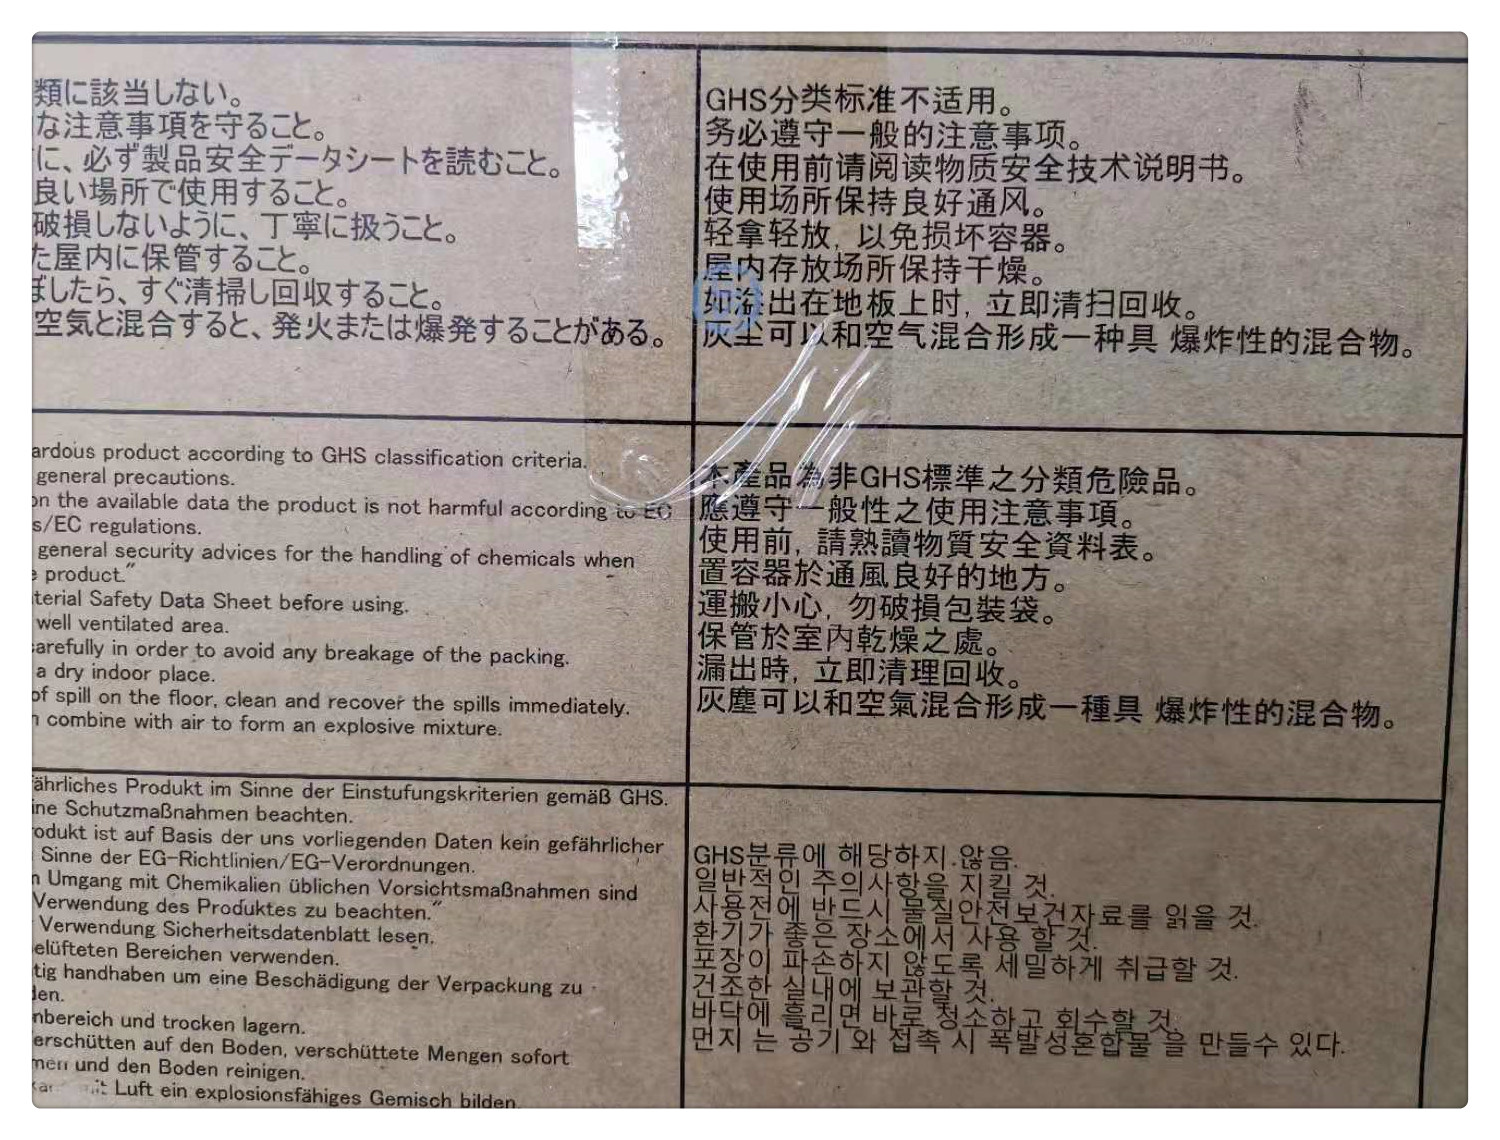 類に該当しない。
な注意事項を守ること。
に、必ず製品安全データシートを読むこと。
良い場所で使用すること。
破損しないように、丁寧に扱うこと。
た屋内に保管すること。
ぼしたら、すぐ清掃し回収すること。
空気と混合すると、発火または爆発することがある。
GHS分类标准不适用。
务必遵守一般的注意事项。
在使用前请阅读物质安全技术说明书。
使用场所保持良好通风。
轻拿轻放, 以免损坏容器。
屋内存放场所保持干燥。
如溢出在地板上时, 立即清扫回收。
灰尘可以和空气混合形成一种具 爆炸性的混合物。
ardous product according to GHS classification criteria.
general precautions.
on the available data the product is not harmful according to EC
s/EC regulations.
general security advices for the handling of chemicals when
product."
terial Safety Data Sheet before using.
well ventilated area.
carefully in order to avoid any breakage of the packing.
a dry indoor place.
of spill on the floor, clean and recover the spills immediately.
combine with air to form an explosive mixture.
本產品為非GHS標準之分類危險品。
應遵守一般性之使用注意事項。
使用前, 請熟讀物質安全資料表。
置容器於通風良好的地方。
運搬小心, 勿破損包裝袋。
保管於室內乾燥之處。
漏出時, 立即清理回收。
灰塵可以和空氣混合形成一種具 爆炸性的混合物。
fährliches Produkt im Sinne der Einstufungskriterien gemäß GHS.
ine Schutzmaßnahmen beachten.
odukt ist auf Basis der uns vorliegenden Daten kein gefährlicher
Sinne der EG-Richtlinien/EG-Verordnungen.
n Umgang mit Chemikalien üblichen Vorsichtsmaßnahmen sind
Verwendung des Produktes zu beachten."
Verwendung Sicherheitsdatenblatt lesen.
elüfteten Bereichen verwenden.
tig handhaben um eine Beschädigung der Verpackung zu
den.
nbereich und trocken lagern.
erschütten auf den Boden, verschüttete Mengen sofort
men und den Boden reinigen.
mit Luft ein explosionsfähiges Gemisch bilden.
GHS분류에 해당하지.않음.
일반적인 주의사항을 지킬 것.
사용전에 반드시 물질안전보건자료를 읽을 것.
환기가 좋은 장소에서 사용 할 것.
포장이 파손하지 않도록 세밀하게 취급할 것.
건조한 실내에 보관할 것.
바닥에 흘리면 바로 청소하고 회수할 것.
먼지 는 공기 와 접촉 시 폭발성혼합물 을 만들수 있다.